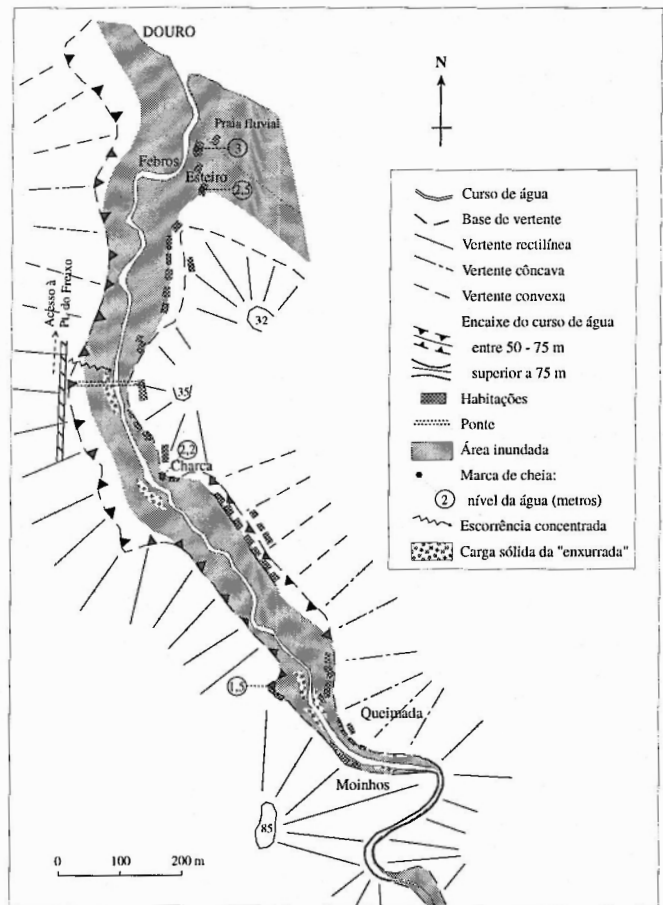 DOURO
N
Praia fluvial
3
Febros
Esteiro
2,5
Acesso à
Pt. do Freixo
32
35
2,2
Charca
1,5
Queimada
Moinhos
85
0 100 200 m
Curso de água
Base de vertente
Vertente rectilínea
Vertente côncava
Vertente convexa
Encaixe do curso de água
entre 50 - 75 m
superior a 75 m
Habitações
Ponte
Área inundada
Marca de cheia:
2 nível da água (metros)
Escorrência concentrada
Carga sólida da "enxurrada"